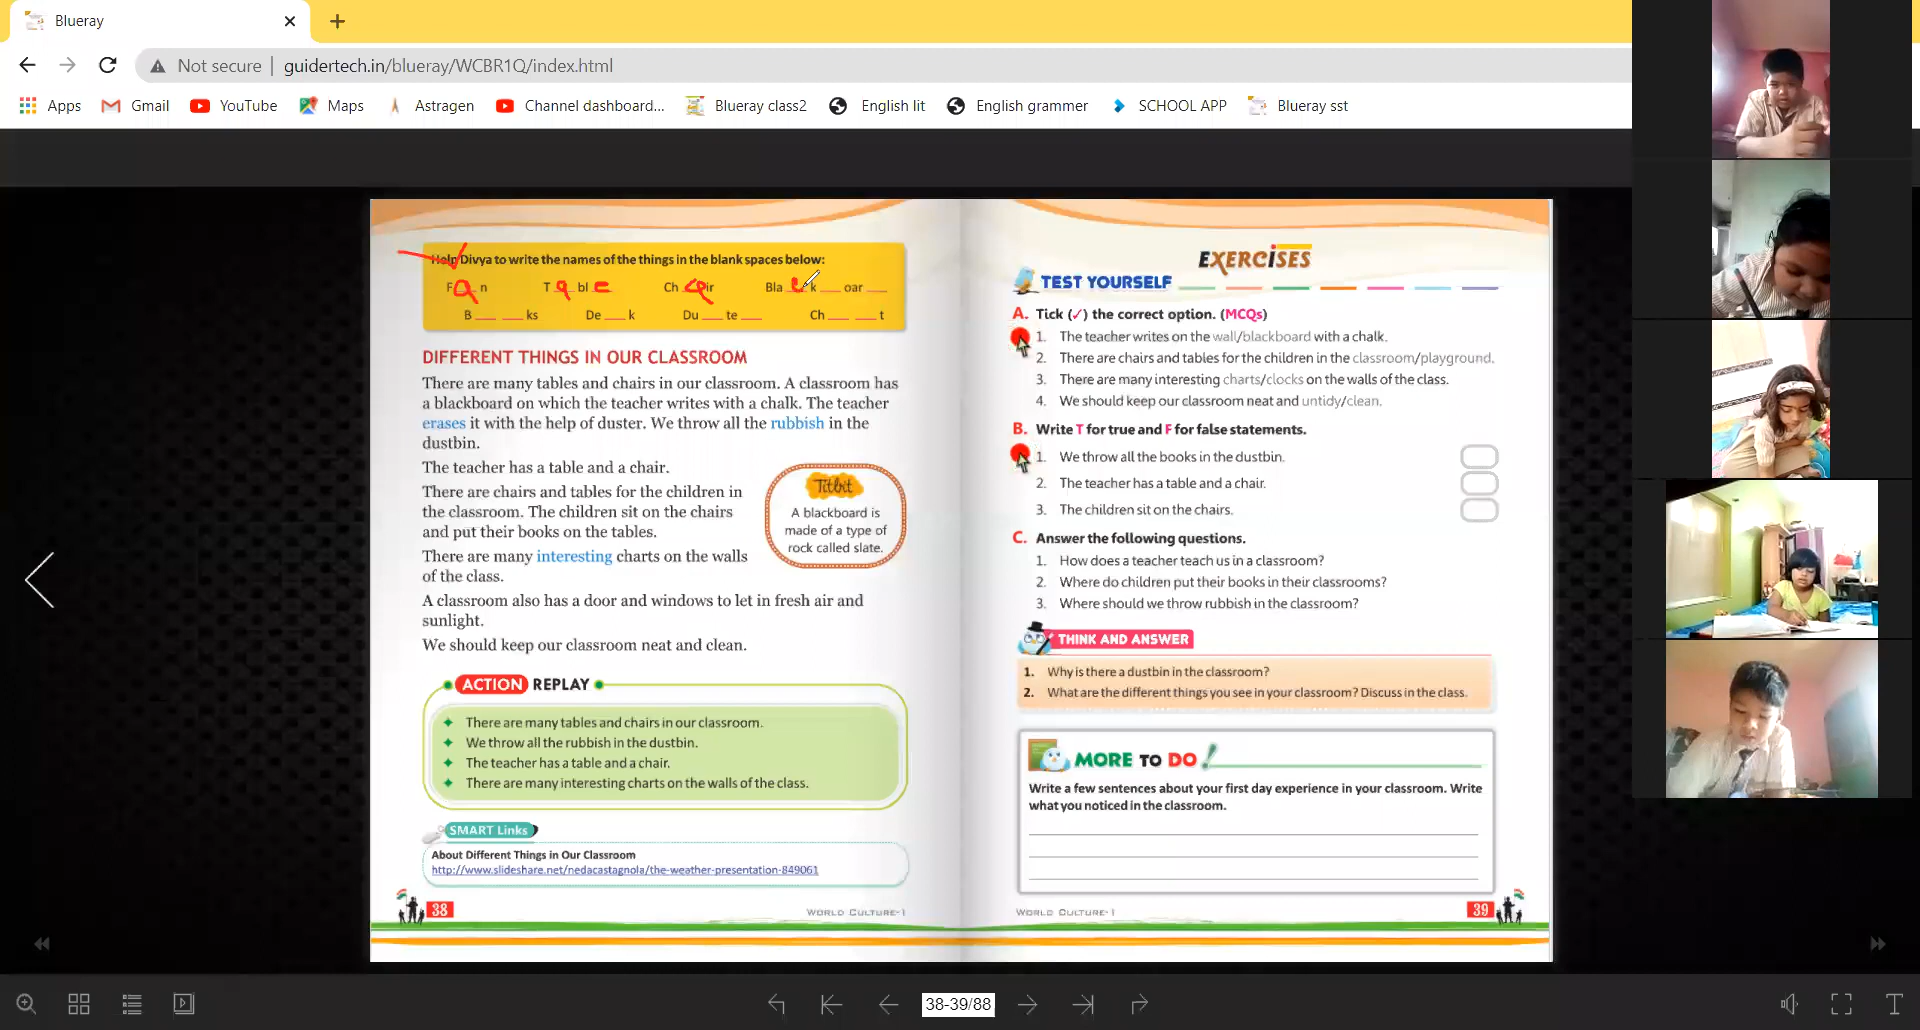 Blueray
Not secure guidertech.in/blueray/WCBR1Q/index.html
Apps Gmail YouTube Maps Astragen Channel dashboard... Blueray class2 English lit English grammer SCHOOL APP Blueray sst
Help Divya to write the names of the things in the blank spaces below:
F a n T a bl e Ch a ir Bla c k __ oar __
B __ __ ks De __ k Du __ te __ Ch __ __ t
DIFFERENT THINGS IN OUR CLASSROOM
There are many tables and chairs in our classroom. A classroom has
a blackboard on which the teacher writes with a chalk. The teacher
erases it with the help of duster. We throw all the rubbish in the
dustbin.
The teacher has a table and a chair.
There are chairs and tables for the children in
the classroom. The children sit on the chairs
and put their books on the tables.
There are many interesting charts on the walls
of the class.
Titbit
A blackboard is
made of a type of
rock called slate.
A classroom also has a door and windows to let in fresh air and
sunlight.
We should keep our classroom neat and clean.
ACTION REPLAY
There are many tables and chairs in our classroom.
We throw all the rubbish in the dustbin.
The teacher has a table and a chair.
There are many interesting charts on the walls of the class.
SMART Links
About Different Things in Our Classroom
http://www.slideshare.net/nedacastagnola/the-weather-presentation-849061
38
WORLD CULTURE-1
EXERCISES
TEST YOURSELF
A. Tick (✓) the correct option. (MCQs)
1. The teacher writes on the wall/blackboard with a chalk.
2. There are chairs and tables for the children in the classroom/playground.
3. There are many interesting charts/clocks on the walls of the class.
4. We should keep our classroom neat and untidy/clean.
B. Write T for true and F for false statements.
1. We throw all the books in the dustbin.
2. The teacher has a table and a chair.
3. The children sit on the chairs.
C. Answer the following questions.
1. How does a teacher teach us in a classroom?
2. Where do children put their books in their classrooms?
3. Where should we throw rubbish in the classroom?
THINK AND ANSWER
1. Why is there a dustbin in the classroom?
2. What are the different things you see in your classroom? Discuss in the class.
MORE TO DO!
Write a few sentences about your first day experience in your classroom. Write
what you noticed in the classroom.
WORLD CULTURE-1
39
38-39/88